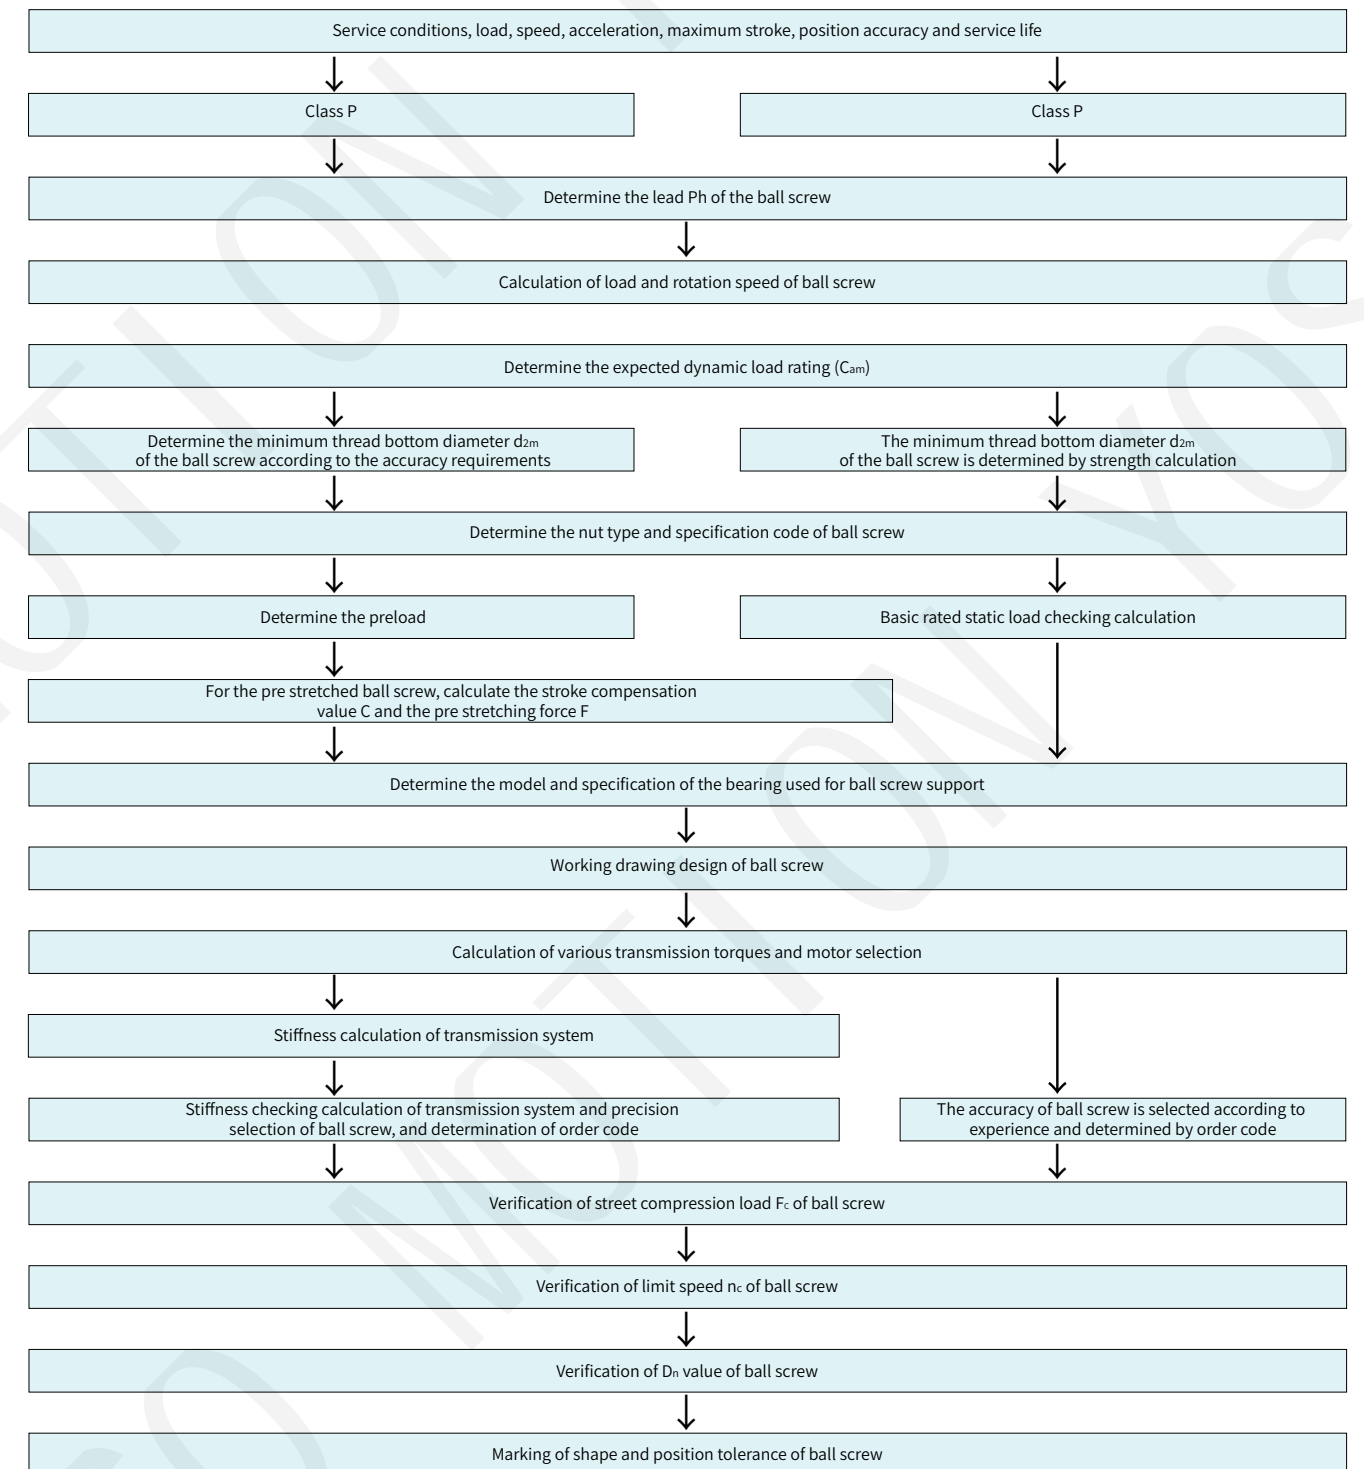 Service conditions, load, speed, acceleration, maximum stroke, position accuracy and service life
Class P
Class P
Determine the lead Ph of the ball screw
Calculation of load and rotation speed of ball screw
Determine the expected dynamic load rating (Cam)
Determine the minimum thread bottom diameter d2m
of the ball screw according to the accuracy requirements
The minimum thread bottom diameter d2m
of the ball screw is determined by strength calculation
Determine the nut type and specification code of ball screw
Determine the preload
Basic rated static load checking calculation
For the pre stretched ball screw, calculate the stroke compensation
value C and the pre stretching force F
Determine the model and specification of the bearing used for ball screw support
Working drawing design of ball screw
Calculation of various transmission torques and motor selection
Stiffness calculation of transmission system
Stiffness checking calculation of transmission system and precision
selection of ball screw, and determination of order code
The accuracy of ball screw is selected according to
experience and determined by order code
Verification of street compression load Fc of ball screw
Verification of limit speed nc of ball screw
Verification of Dn value of ball screw
Marking of shape and position tolerance of ball screw
MOTION
YOSO MOTION